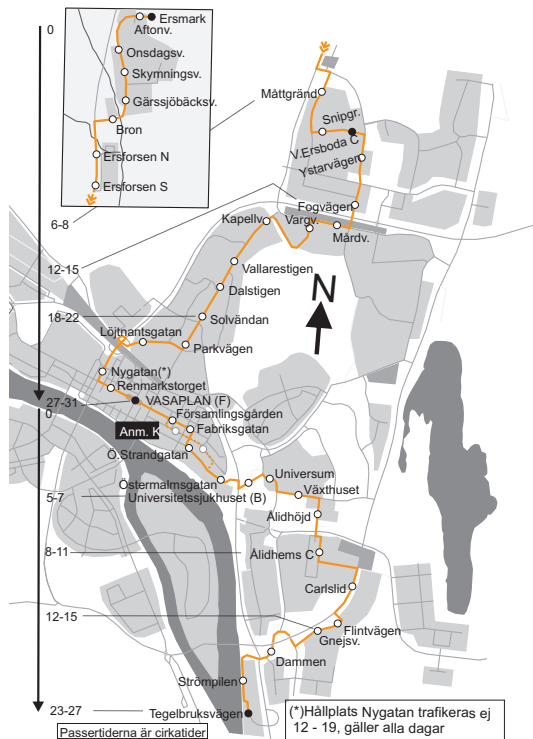 0
Ersmark
Aftonv.
Onsdagsv.
Skymningsv.
Gärssjöbäcksv.
Bron
Ersforsen N
Ersforsen S
Måttgränd
Snipgr.
V.Ersboda C
Ystarvägen
Fogvägen
6-8
Kapellv.
Vargv.
Mårdv.
12-15
Vallarestigen
Dalstigen
N
18-22
Solvändan
Löjtnantsgatan
Parkvägen
Nygatan(*)
Renmarkstorget
27-31
VASAPLAN (F)
0
Församlingsgården
Anm. K
Fabriksgatan
Ö.Strandgatan
Östermalmsgatan
Universum
5-7
Universitetssjukhuset (B)
Växthuset
Ålidhöjd
8-11
Ålidhems C
Carlslid
12-15
Flintvägen
Gnejsv.
Dammen
Strömpilen
23-27
Tegelbruksvägen
(*)Hållplats Nygatan trafikeras ej
12 - 19, gäller alla dagar
Passertiderna är cirkatider